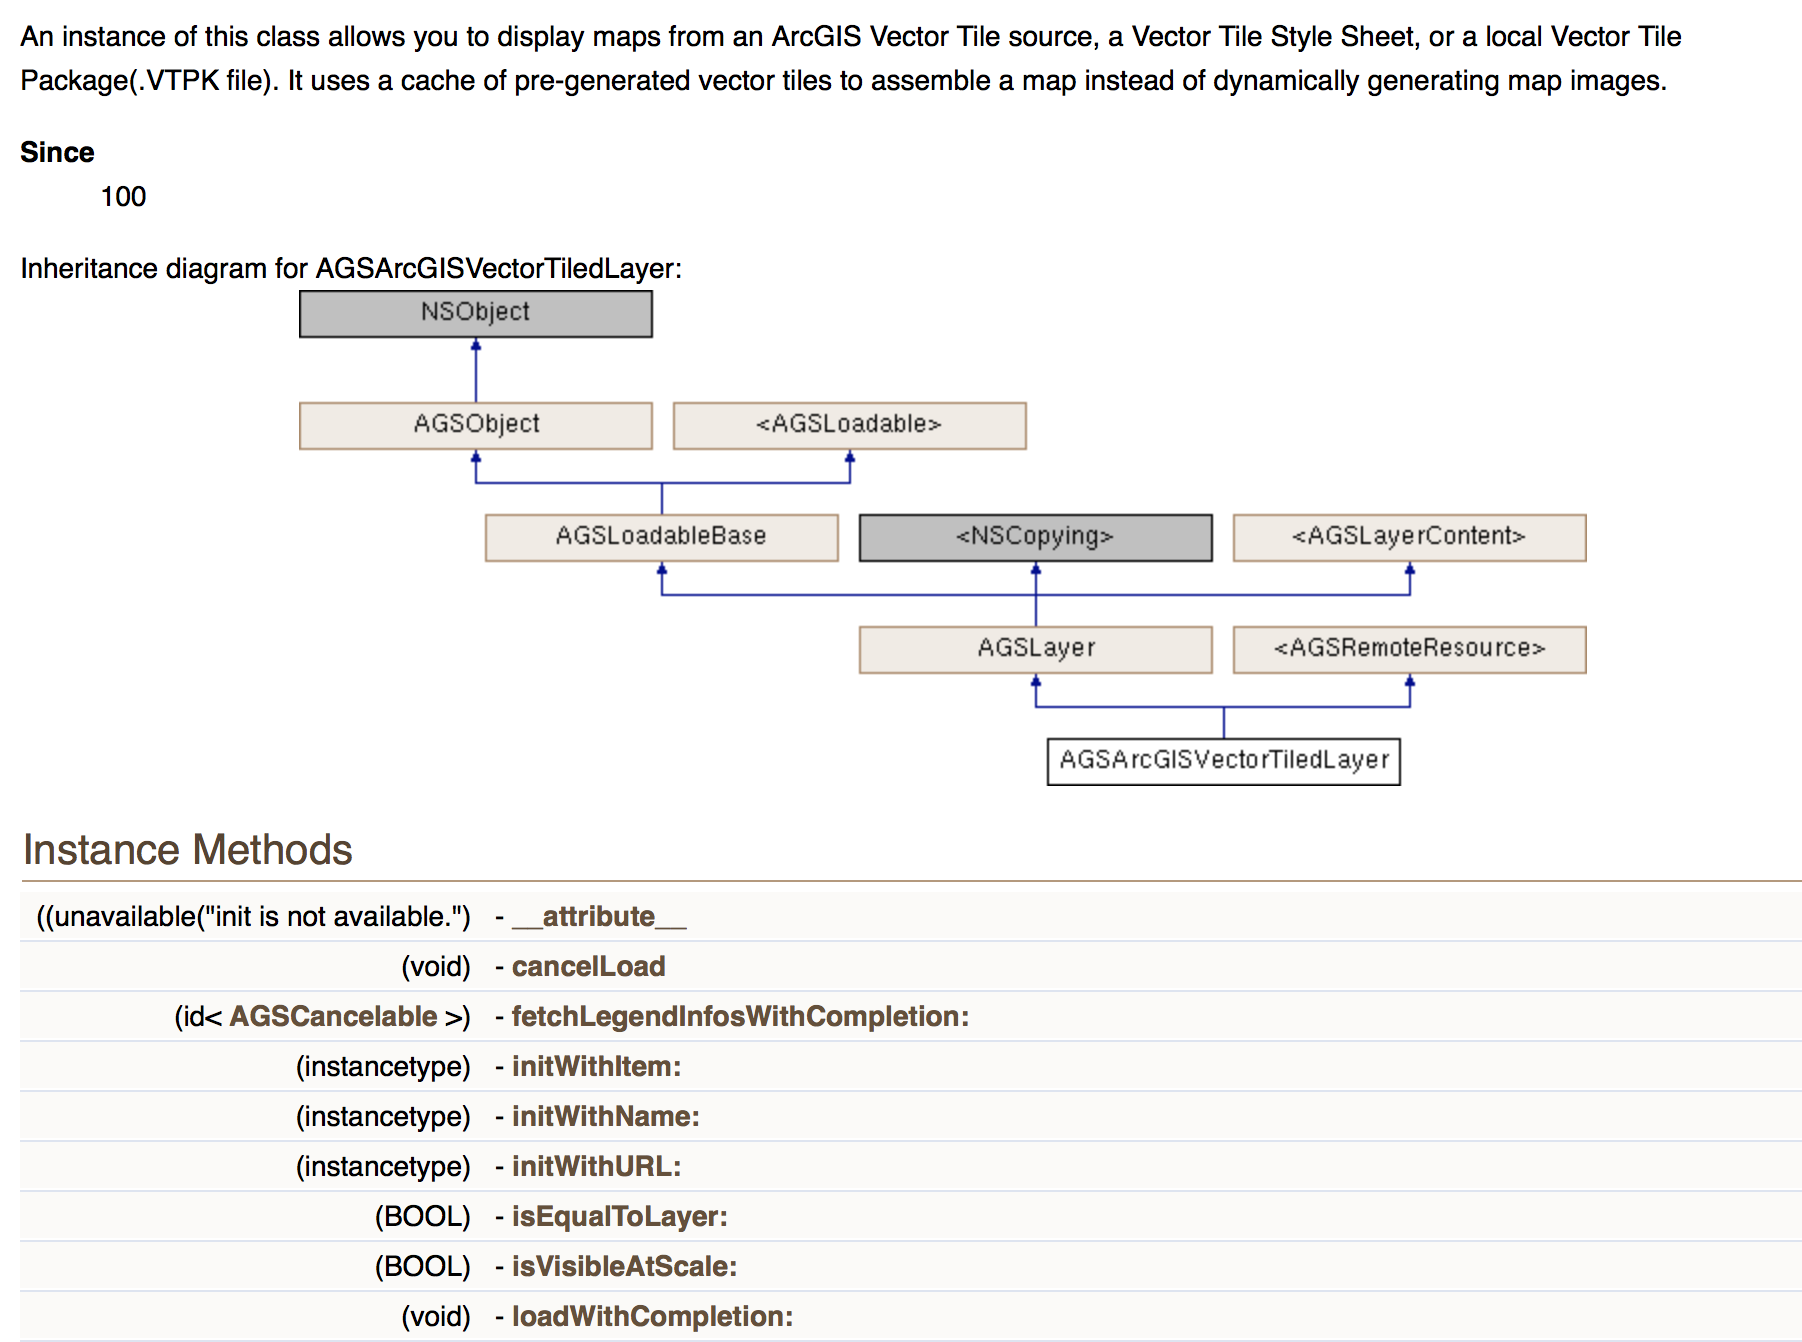 An instance of this class allows you to display maps from an ArcGIS Vector Tile source, a Vector Tile Style Sheet, or a local Vector Tile
Package(.VTPK file). It uses a cache of pre-generated vector tiles to assemble a map instead of dynamically generating map images.
Since
100
Inheritance diagram for AGSArcGISVectorTiledLayer:
NSObject
AGSObject <AGSLoadable>
AGSLoadableBase <NSCopying> <AGSLayerContent>
AGSLayer <AGSRemoteResource>
AGSArcGISVectorTiledLayer
Instance Methods
((unavailable("init is not available.") - __attribute__
(void) - cancelLoad
(id< AGSCancelable >) - fetchLegendInfosWithCompletion:
(instancetype) - initWithItem:
(instancetype) - initWithName:
(instancetype) - initWithURL:
(BOOL) - isEqualToLayer:
(BOOL) - isVisibleAtScale:
(void) - loadWithCompletion: